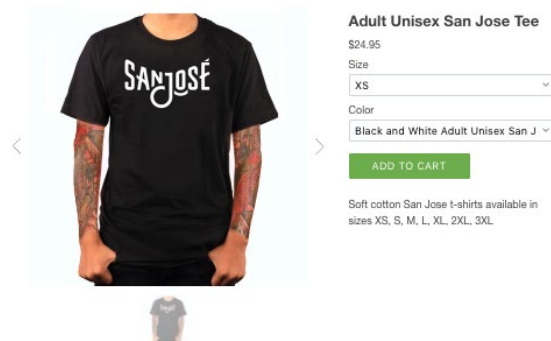 SANJOSÉ
Adult Unisex San Jose Tee
$24.95
Size
XS
Color
Black and White Adult Unisex San J
ADD TO CART
Soft cotton San Jose t-shirts available in
sizes XS, S, M, L, XL, 2XL, 3XL